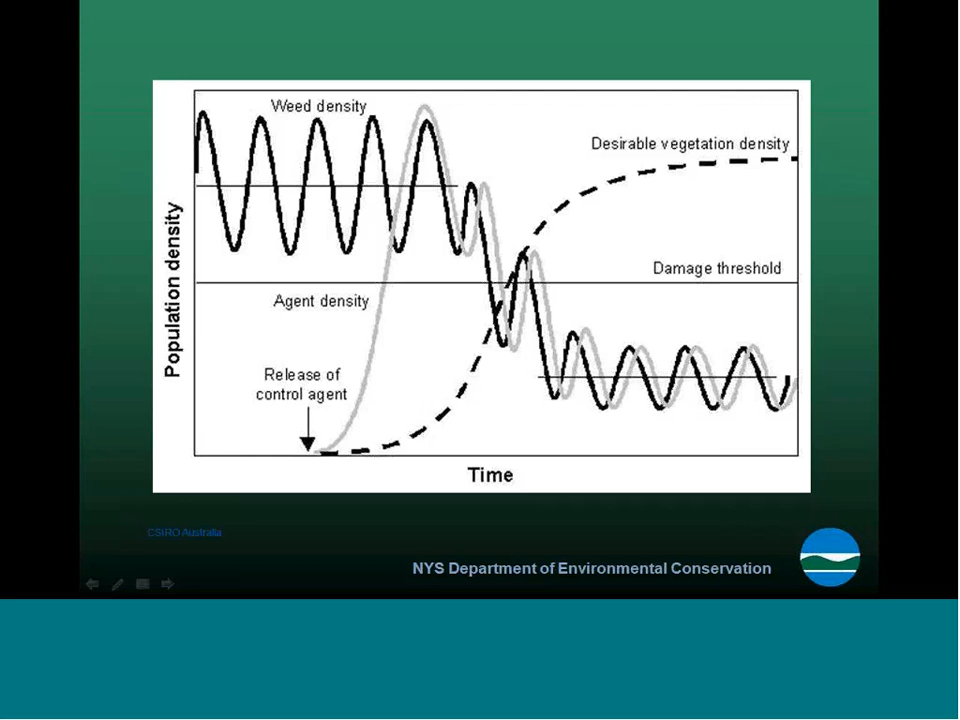 Weed density
Desirable vegetation density
Damage threshold
Agent density
Release of
control agent
Population density
Time
CSIRO Australia
NYS Department of Environmental Conservation